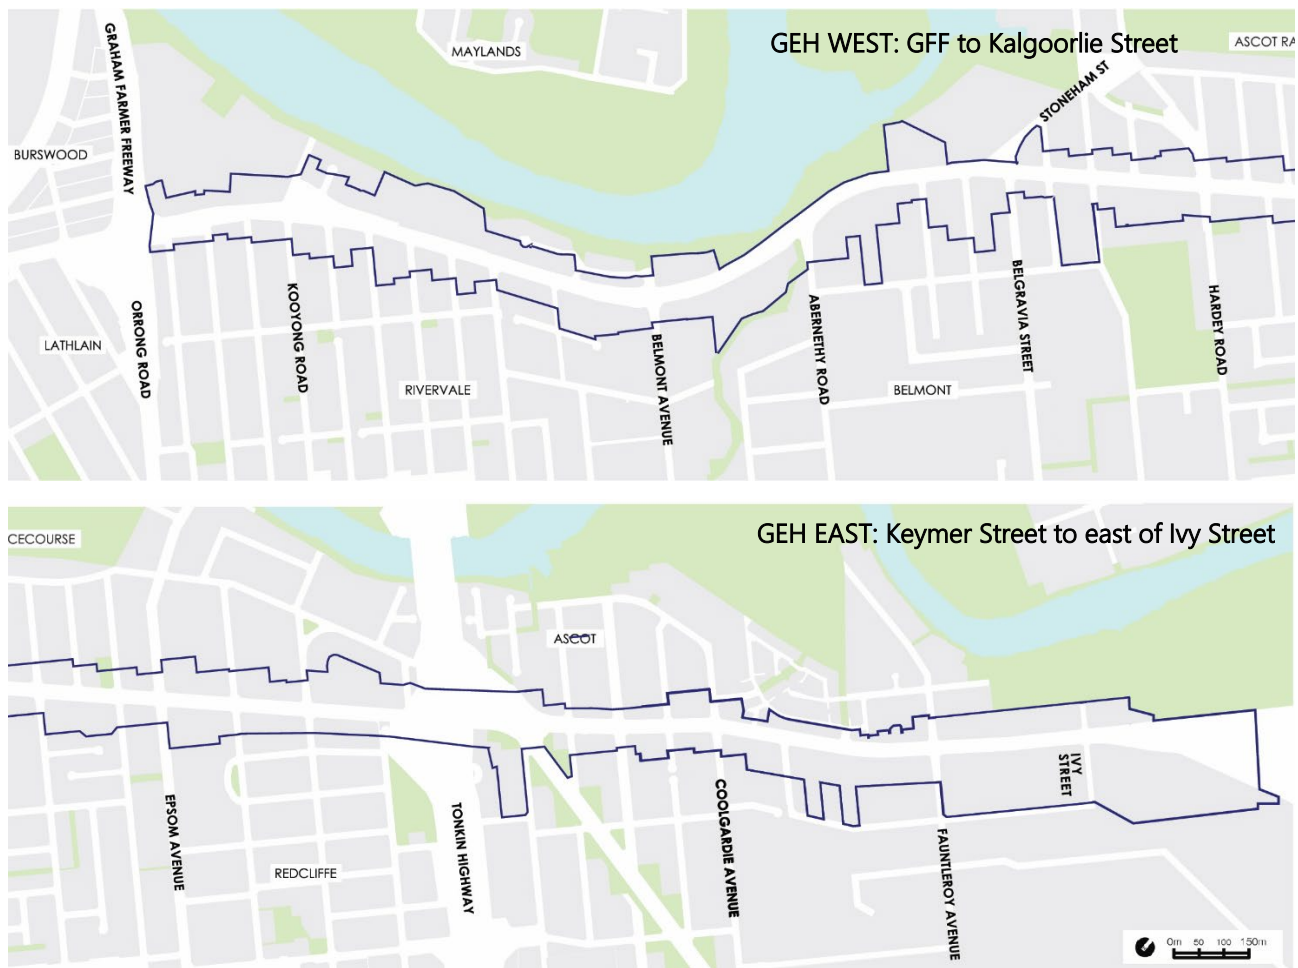 GEH WEST: GFF to Kalgoorlie Street
MAYLANDS
ASCOT RA
GRAHAM FARMER FREEWAY
STONEHAM ST
BURSWOOD
ORRONG ROAD
KOOYONG ROAD
BELMONT AVENUE
ABERNETHY ROAD
BELGRAVIA STREET
HARDEY ROAD
LATHLAIN
RIVERVALE
BELMONT
GEH EAST: Keymer Street to east of Ivy Street
CECOURSE
ASCOT
IVY
STREET
EPSOM AVENUE
TONKIN HIGHWAY
COOLGARDIE AVENUE
FAUNTLEROY AVENUE
REDCLIFFE
0m 50 100 150m